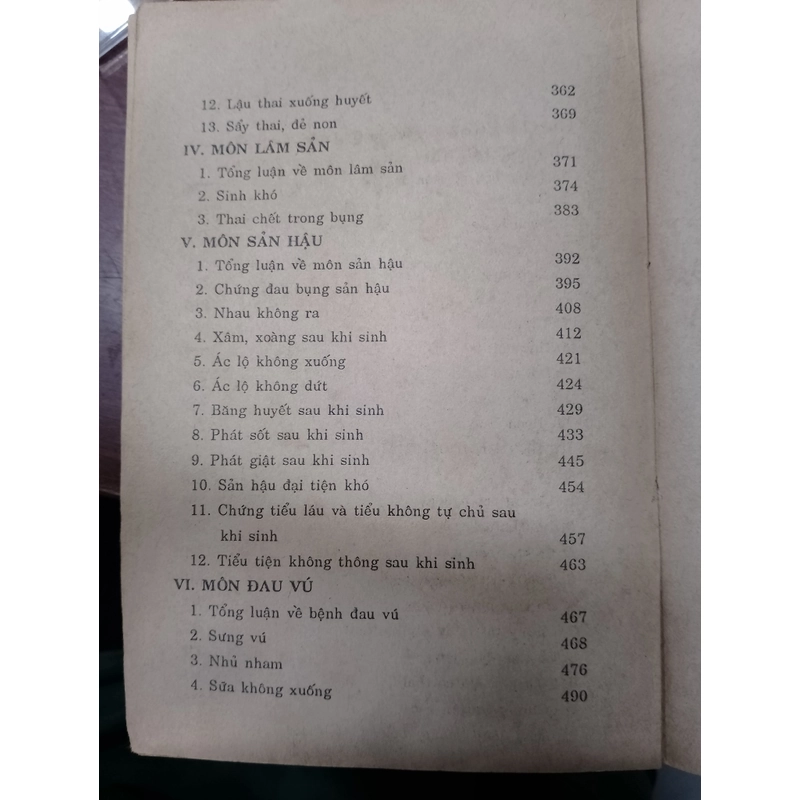 12. Lậu thai xuống huyết 362
13. Sẩy thai, đẻ non 369
IV. MÔN LÂM SẢN
1. Tổng luận về môn lâm sản 371
2. Sinh khó 374
3. Thai chết trong bụng 383
V. MÔN SẢN HẬU
1. Tổng luận về môn sản hậu 392
2. Chứng đau bụng sản hậu 395
3. Nhau không ra 408
4. Xâm, xoàng sau khi sinh 412
5. Ác lộ không xuống 421
6. Ác lộ không dứt 424
7. Băng huyết sau khi sinh 429
8. Phát sốt sau khi sinh 433
9. Phát giật sau khi sinh 445
10. Sản hậu đại tiện khó 454
11. Chứng tiểu láu và tiểu không tự chủ sau
khi sinh 457
12. Tiểu tiện không thông sau khi sinh 463
VI. MÔN ĐAU VÚ
1. Tổng luận về bệnh đau vú 467
2. Sưng vú 468
3. Nhủ nham 476
4. Sữa không xuống 490